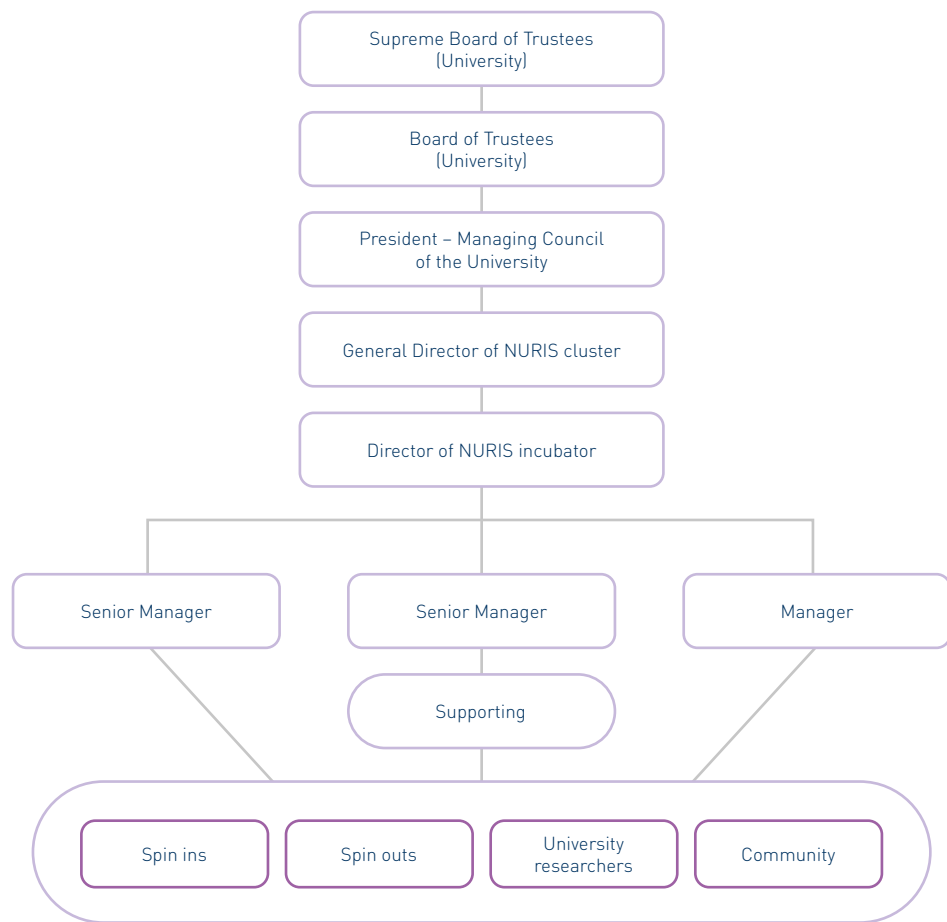 Supreme Board of Trustees
(University)
Board of Trustees
(University)
President – Managing Council
of the University
General Director of NURIS cluster
Director of NURIS incubator
Senior Manager
Senior Manager
Manager
Supporting
Spin ins
Spin outs
University
researchers
Community